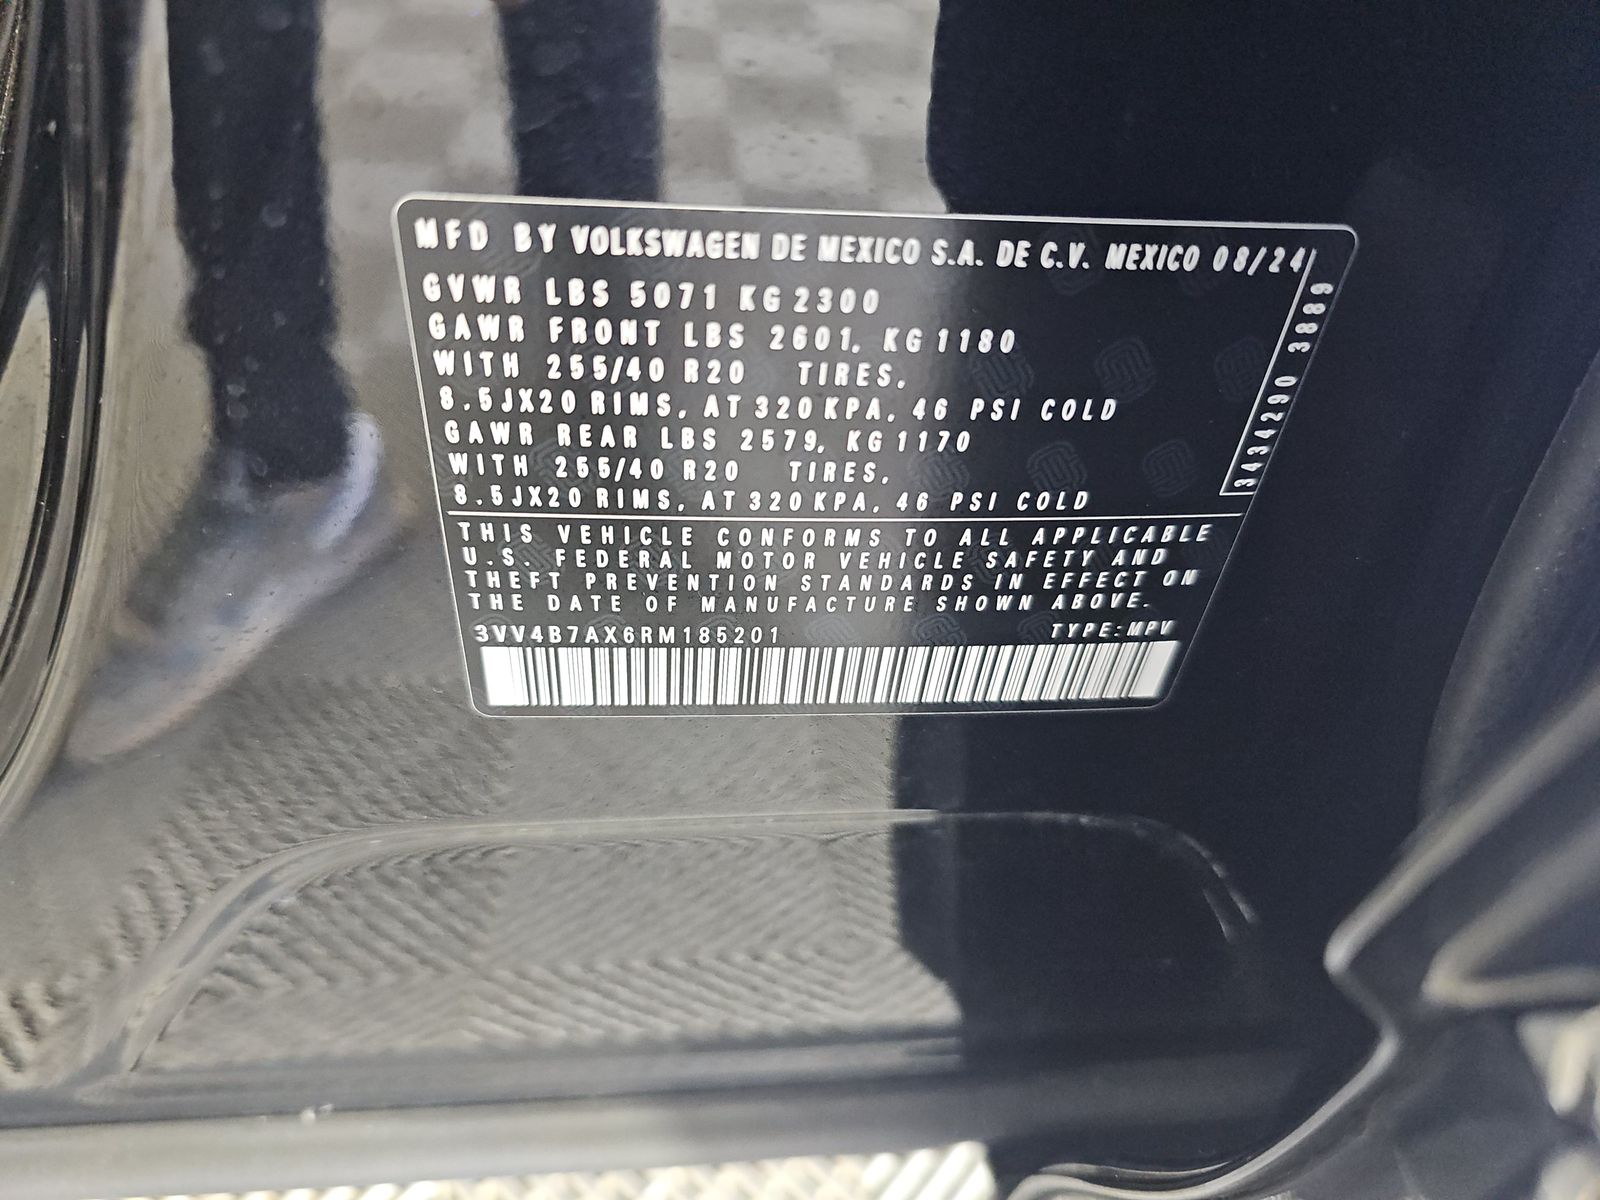 MFD BY VOLKSWAGEN DE MEXICO S.A. DE C.V. MEXICO 08/24
GVWR LBS 5071 KG 2300
GAWR FRONT LBS 2601, KG 1180
WITH 255/40 R20 TIRES,
8.5JX20 RIMS, AT 320 KPA, 46 PSI COLD
GAWR REAR LBS 2579, KG 1170
WITH 255/40 R20 TIRES,
8.5JX20 RIMS, AT 320 KPA, 46 PSI COLD
3434290 3889
THIS VEHICLE CONFORMS TO ALL APPLICABLE
U.S. FEDERAL MOTOR VEHICLE SAFETY AND
THEFT PREVENTION STANDARDS IN EFFECT ON
THE DATE OF MANUFACTURE SHOWN ABOVE.
3VV4B7AX6RM185201 TYPE: MPV